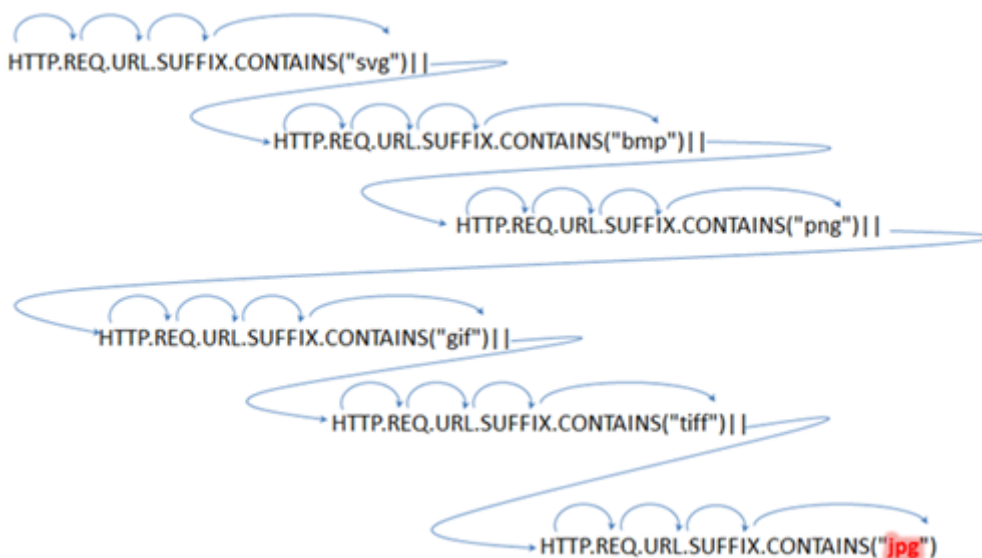 HTTP.REQ.URL.SUFFIX.CONTAINS("svg")||
HTTP.REQ.URL.SUFFIX.CONTAINS("bmp")||
HTTP.REQ.URL.SUFFIX.CONTAINS("png")||
HTTP.REQ.URL.SUFFIX.CONTAINS("gif")||
HTTP.REQ.URL.SUFFIX.CONTAINS("tiff")||
HTTP.REQ.URL.SUFFIX.CONTAINS("jpg")